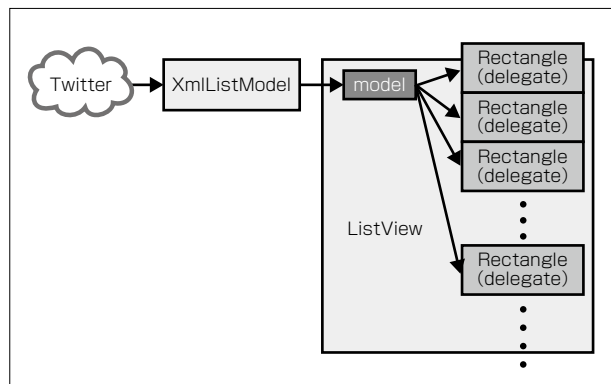 Twitter
XmlListModel
model
Rectangle
(delegate)
Rectangle
(delegate)
Rectangle
(delegate)
ListView
Rectangle
(delegate)